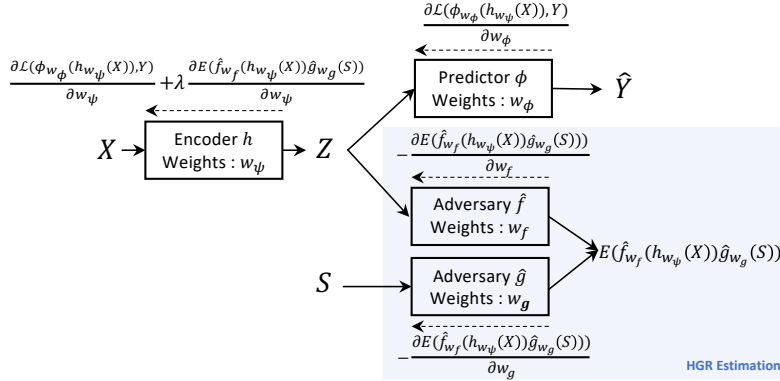 ∂ℒ(ϕ_{w_ϕ}(h_{w_ψ}(X)),Y)
∂w_ϕ
∂ℒ(ϕ_{w_ϕ}(h_{w_ψ}(X)),Y) / ∂w_ψ + λ ∂E(f̂_{w_f}(h_{w_ψ}(X))ĝ_{w_g}(S)) / ∂w_ψ
Predictor ϕ
Weights : w_ϕ
Ŷ
X
Encoder h
Weights : w_ψ
Z
− ∂E(f̂_{w_f}(h_{w_ψ}(X))ĝ_{w_g}(S))) / ∂w_f
Adversary f̂
Weights : w_f
E(f̂_{w_f}(h_{w_ψ}(X))ĝ_{w_g}(S))
S
Adversary ĝ
Weights : w_g
− ∂E(f̂_{w_f}(h_{w_ψ}(X))ĝ_{w_g}(S))) / ∂w_g
HGR Estimation